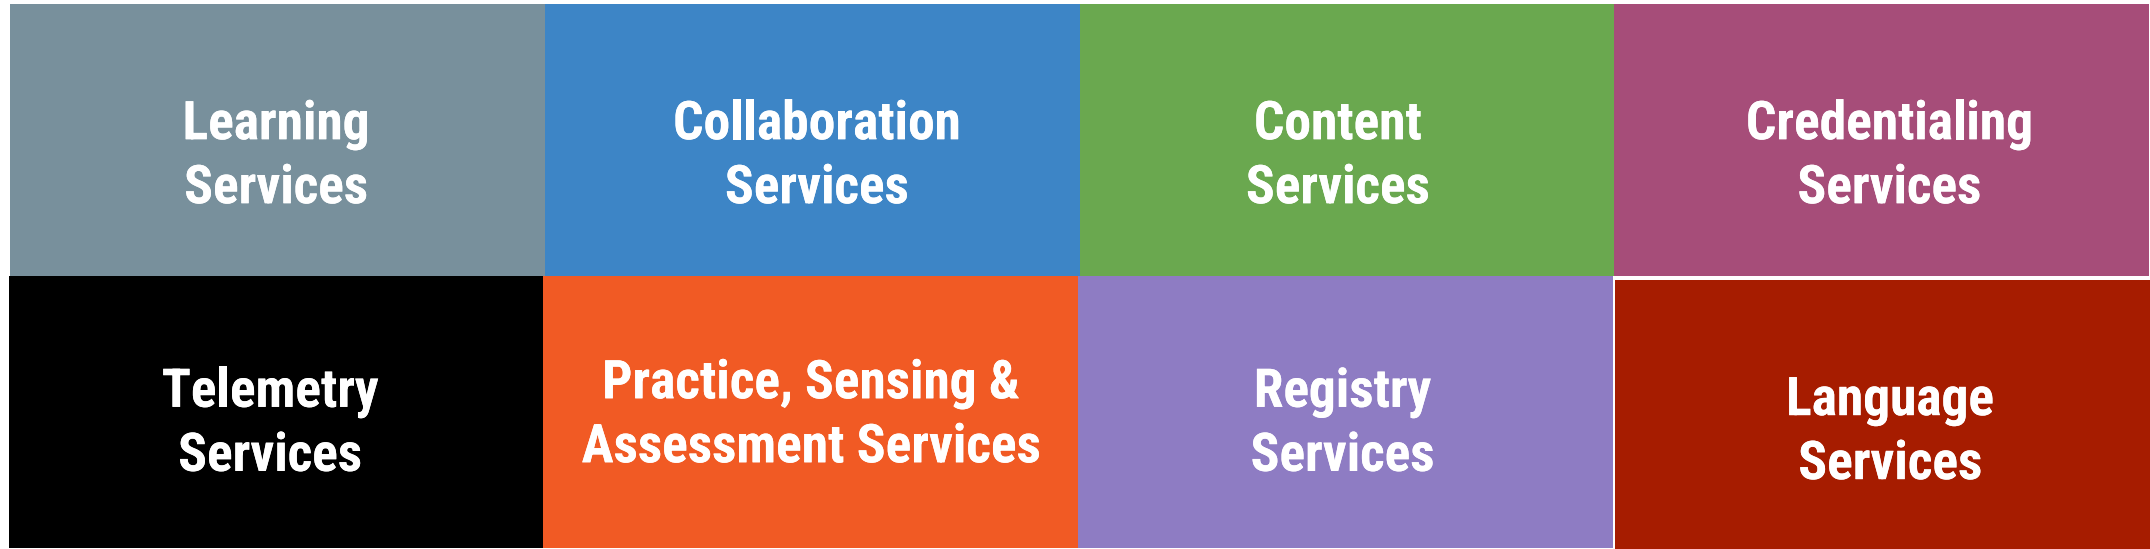 Learning
Services
Collaboration
Services
Content
Services
Credentialing
Services
Telemetry
Services
Practice, Sensing &
Assessment Services
Registry
Services
Language
Services